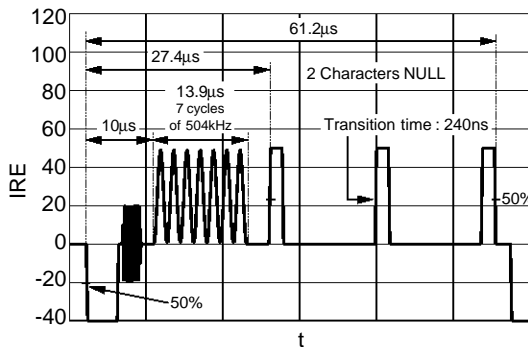 120
100
80
60
40
20
0
-20
-40
IRE
61.2µs
27.4µs
13.9µs
7 cycles
of 504kHz
10µs
2 Characters NULL
Transition time : 240ns
50%
50%
t